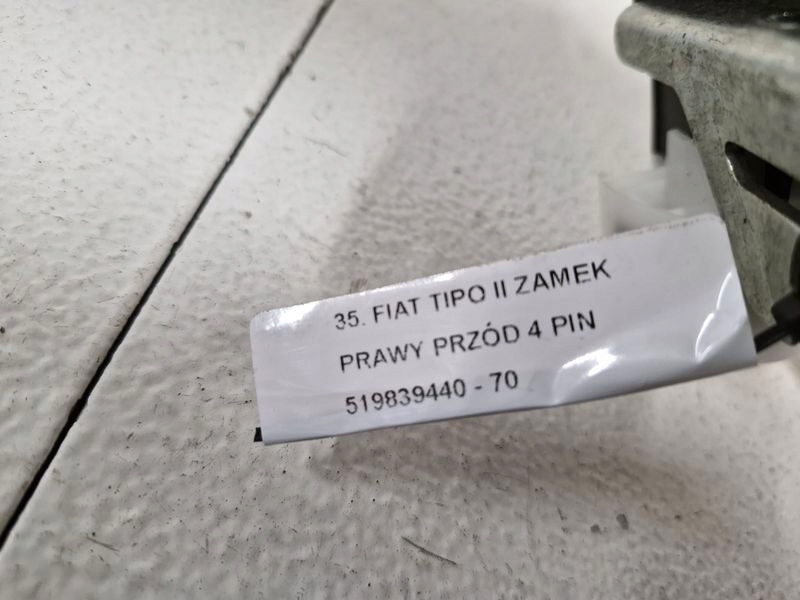 35. FIAT TIPO II ZAMEK
PRAWY PRZÓD 4 PIN
519839440 - 70